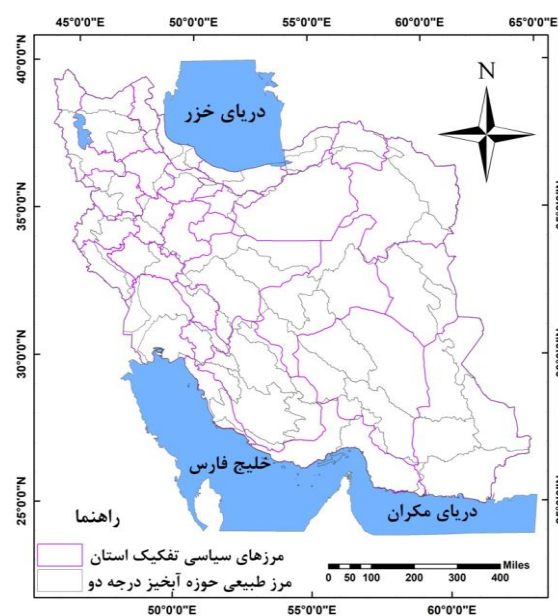 45°0'0"N 50°0'0"N 55°0'0"N 60°0'0"N 65°0'0"N
40°0'0"N
N
دریای خزر
35°0'0"N
30°0'0"N
خلیج فارس
25°0'0"N
دریای مکران
راهنما
مرزهای سیاسی تفکیک استان
مرز طبیعی حوزه آبخیز درجه دو
Miles
0 50 100 200 300 400
50°0'0"N 55°0'0"N 60°0'0"N